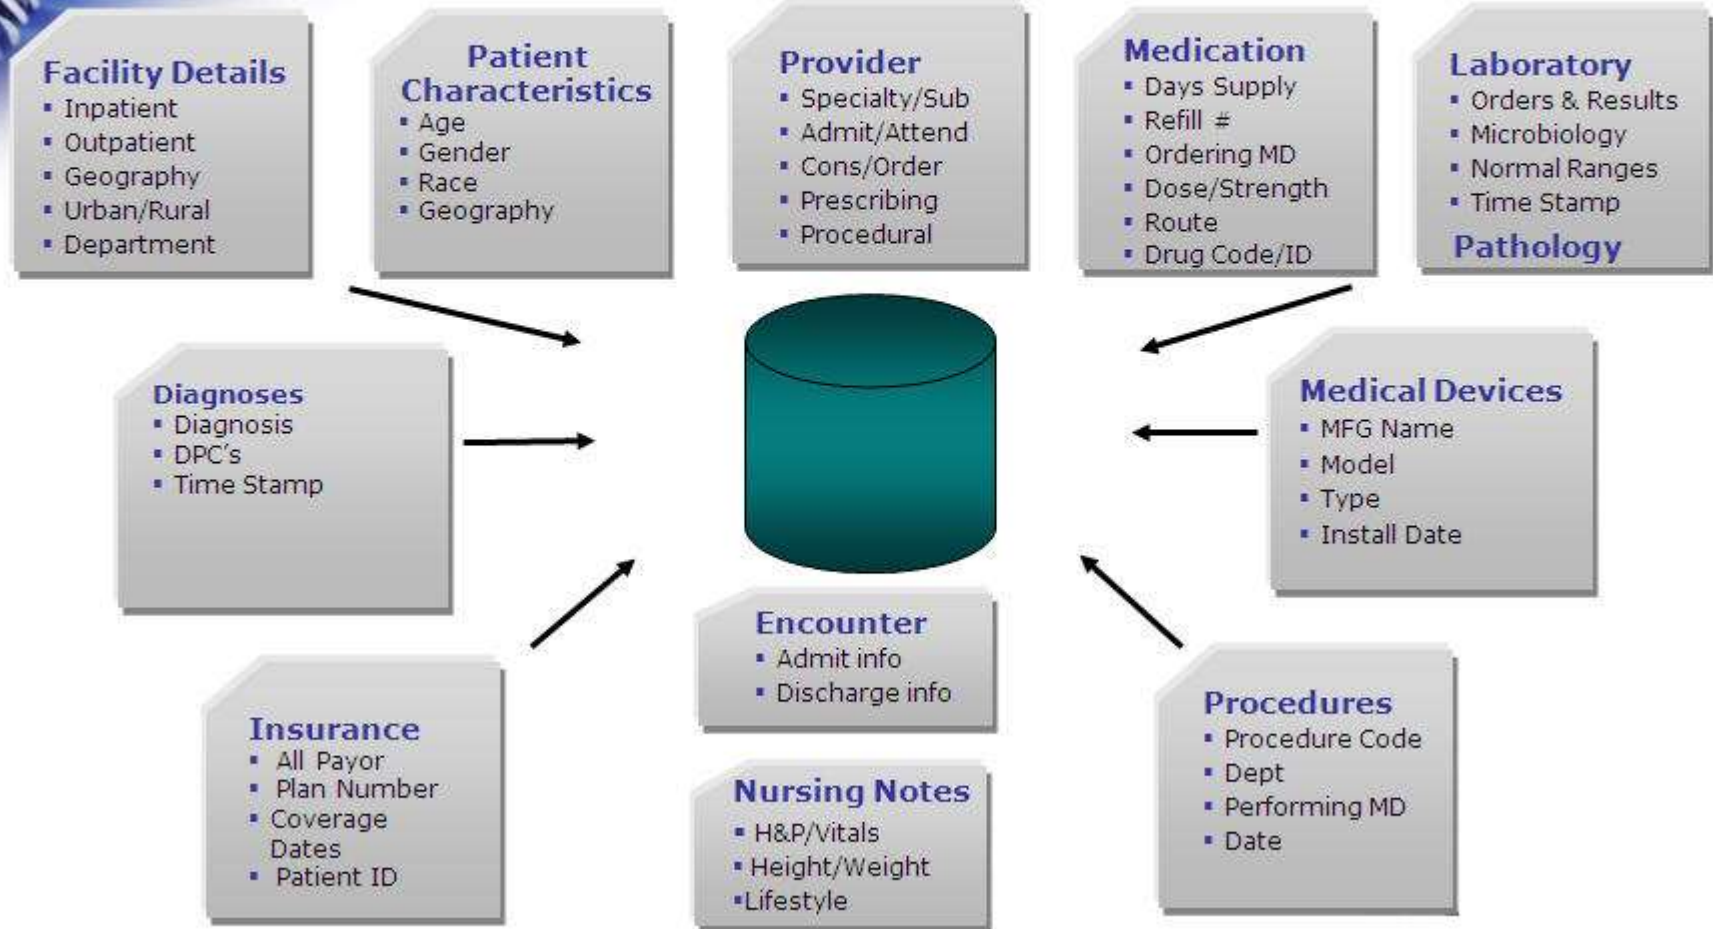 Facility Details
▪ Inpatient
▪ Outpatient
▪ Geography
▪ Urban/Rural
▪ Department
Patient
Characteristics
▪ Age
▪ Gender
▪ Race
▪ Geography
Provider
▪ Specialty/Sub
▪ Admit/Attend
▪ Cons/Order
▪ Prescribing
▪ Procedural
Medication
▪ Days Supply
▪ Refill #
▪ Ordering MD
▪ Dose/Strength
▪ Route
▪ Drug Code/ID
Laboratory
▪ Orders & Results
▪ Microbiology
▪ Normal Ranges
▪ Time Stamp
Pathology
Diagnoses
▪ Diagnosis
▪ DPC’s
▪ Time Stamp
Medical Devices
▪ MFG Name
▪ Model
▪ Type
▪ Install Date
Insurance
▪ All Payor
▪ Plan Number
▪ Coverage
Dates
▪ Patient ID
Encounter
▪ Admit info
▪ Discharge info
Nursing Notes
▪ H&P/Vitals
▪ Height/Weight
▪Lifestyle
Procedures
▪ Procedure Code
▪ Dept
▪ Performing MD
▪ Date